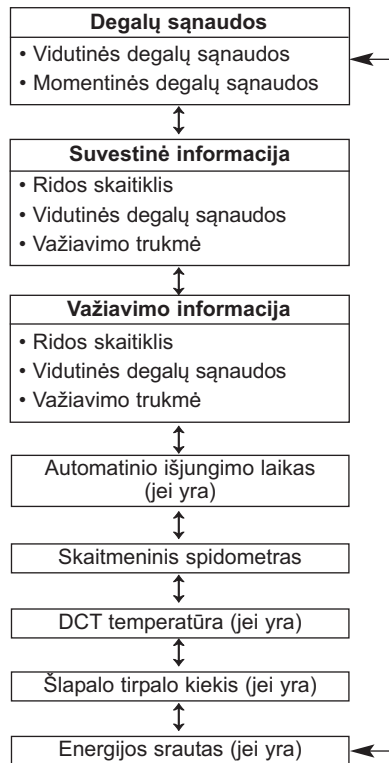 Degalų sąnaudos
• Vidutinės degalų sąnaudos
• Momentinės degalų sąnaudos
Suvestinė informacija
• Ridos skaitiklis
• Vidutinės degalų sąnaudos
• Važiavimo trukmė
Važiavimo informacija
• Ridos skaitiklis
• Vidutinės degalų sąnaudos
• Važiavimo trukmė
Automatinio išjungimo laikas
(jei yra)
Skaitmeninis spidometras
DCT temperatūra (jei yra)
Šlapalo tirpalo kiekis (jei yra)
Energijos srautas (jei yra)